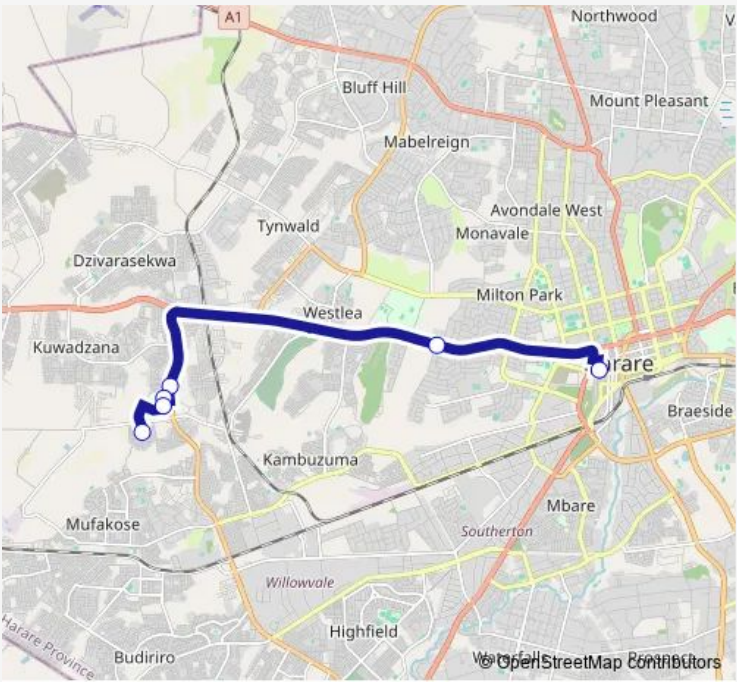 A1
Northwood
Bluff Hill
Mount Pleasant
Mabelreign
Avondale West
Tynwald
Monavale
Dzivarasekwa
Milton Park
Westlea
Kuwadzana
Braeside
Kambuzuma
Mbare
Mufakose
Southerton
Willowvale
Highfield
Harare Province
Budiriro
© OpenStreetMap contributors